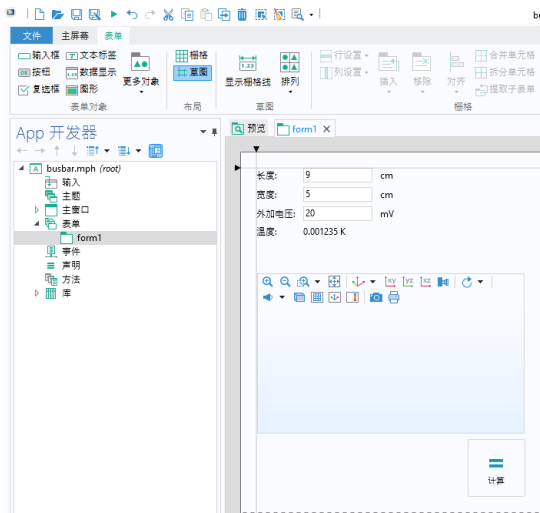 be
文件 主屏幕 表单
输入框 文本标签 栅格 行设置 合并单元格
按钮 数据显示 草图 列设置 拆分单元格
复选框 图形 更多对象 显示栅格线 排列 插入 移除 对齐 提取子表单
表单对象 布局 草图 栅格
App 开发器
预览 form1
busbar.mph (root)
输入
主题
主窗口
表单
form1
事件
声明
方法
库
长度: 9 cm
宽度: 5 cm
外加电压: 20 mV
温度: 0.001235 K
xy yz xz
计算